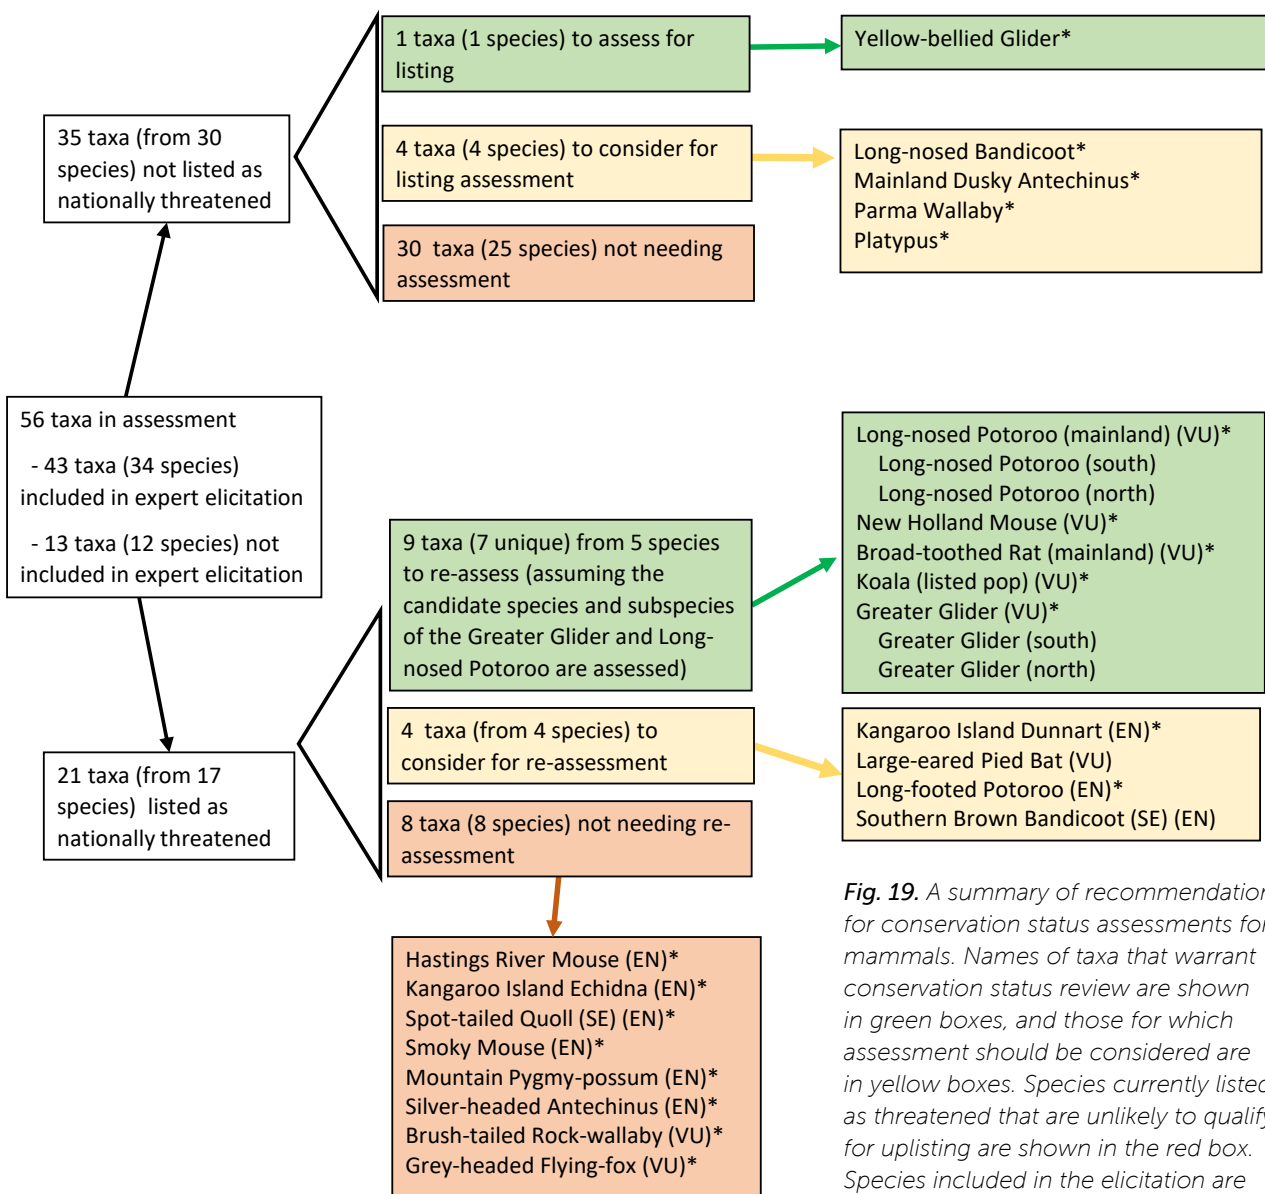 1 taxa (1 species) to assess for
listing
Yellow-bellied Glider*
35 taxa (from 30
species) not listed as
nationally threatened
4 taxa (4 species) to consider for
listing assessment
Long-nosed Bandicoot*
Mainland Dusky Antechinus*
Parma Wallaby*
Platypus*
30 taxa (25 species) not needing
assessment
56 taxa in assessment
- 43 taxa (34 species)
included in expert elicitation
- 13 taxa (12 species) not
included in expert elicitation
9 taxa (7 unique) from 5 species
to re-assess (assuming the
candidate species and subspecies
of the Greater Glider and Long-
nosed Potoroo are assessed)
Long-nosed Potoroo (mainland) (VU)*
Long-nosed Potoroo (south)
Long-nosed Potoroo (north)
New Holland Mouse (VU)*
Broad-toothed Rat (mainland) (VU)*
Koala (listed pop) (VU)*
Greater Glider (VU)*
Greater Glider (south)
Greater Glider (north)
21 taxa (from 17
species) listed as
nationally threatened
4 taxa (from 4 species) to
consider for re-assessment
Kangaroo Island Dunnart (EN)*
Large-eared Pied Bat (VU)
Long-footed Potoroo (EN)*
Southern Brown Bandicoot (SE) (EN)
8 taxa (8 species) not needing re-
assessment
Hastings River Mouse (EN)*
Kangaroo Island Echidna (EN)*
Spot-tailed Quoll (SE) (EN)*
Smoky Mouse (EN)*
Mountain Pygmy-possum (EN)*
Silver-headed Antechinus (EN)*
Brush-tailed Rock-wallaby (VU)*
Grey-headed Flying-fox (VU)*
Fig. 19. A summary of recommendation
for conservation status assessments for
mammals. Names of taxa that warrant
conservation status review are shown
in green boxes, and those for which
assessment should be considered are
in yellow boxes. Species currently listed
as threatened that are unlikely to qualify
for uplisting are shown in the red box.
Species included in the elicitation are